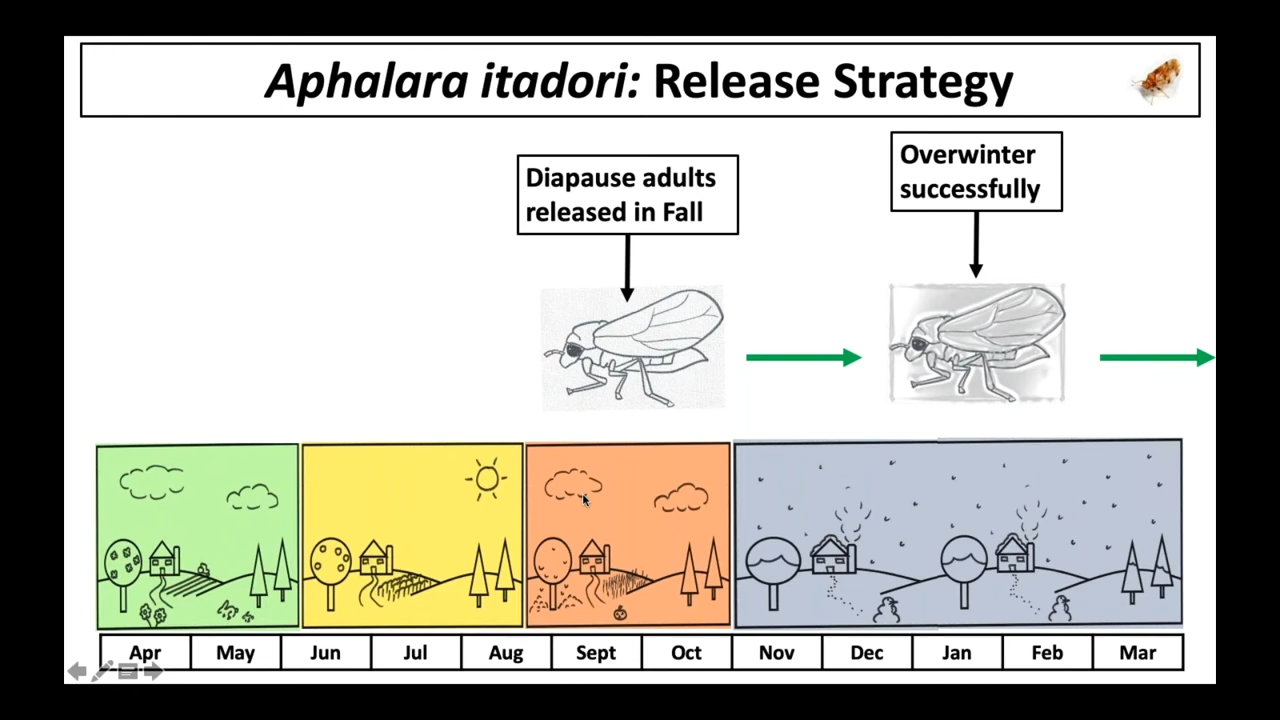 Aphalara itadori: Release Strategy
Diapause adults
released in Fall
Overwinter
successfully
Apr May Jun Jul Aug Sept Oct Nov Dec Jan Feb Mar